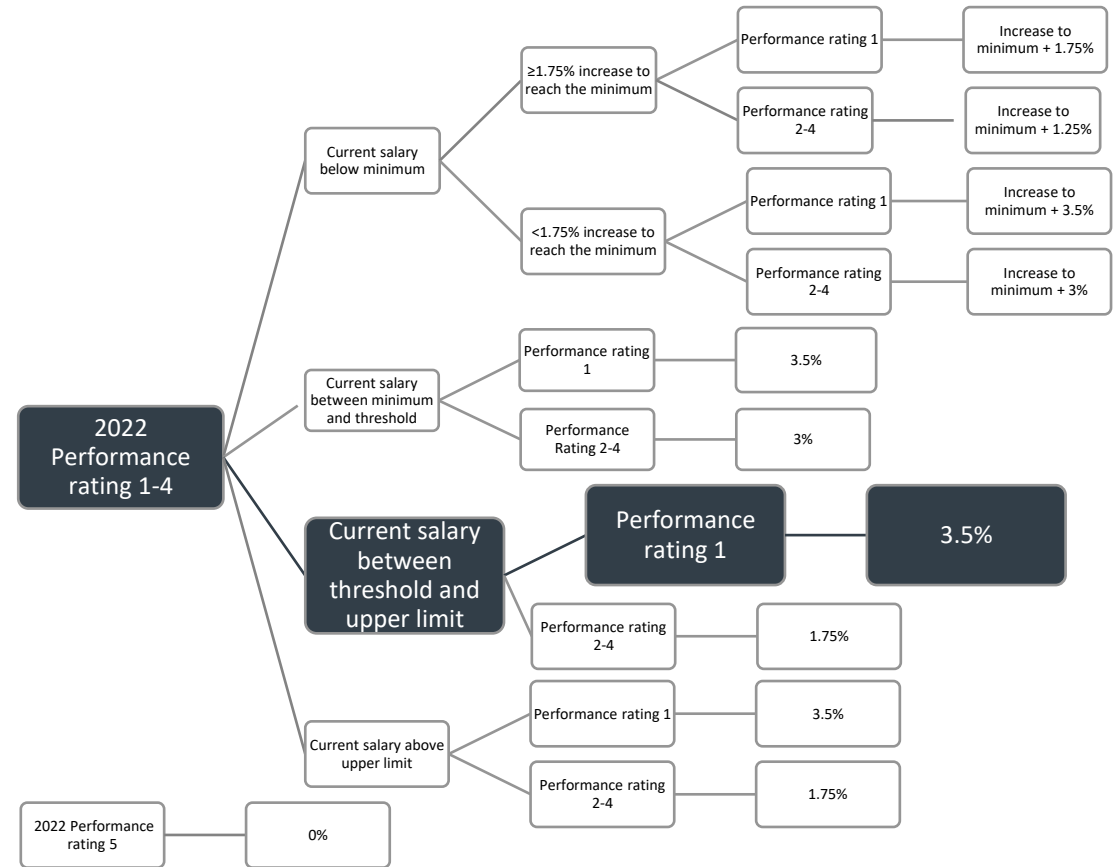 2022
Performance
rating 1-4
Current salary
below minimum
≥1.75% increase to
reach the minimum
Performance rating 1
Increase to
minimum + 1.75%
Performance rating
2-4
Increase to
minimum + 1.25%
<1.75% increase to
reach the minimum
Performance rating 1
Increase to
minimum + 3.5%
Performance rating
2-4
Increase to
minimum + 3%
Current salary
between minimum
and threshold
Performance rating
1
3.5%
Performance
Rating 2-4
3%
Current salary
between
threshold and
upper limit
Performance
rating 1
3.5%
Performance rating
2-4
1.75%
Current salary above
upper limit
Performance rating 1
3.5%
Performance rating
2-4
1.75%
2022 Performance
rating 5
0%